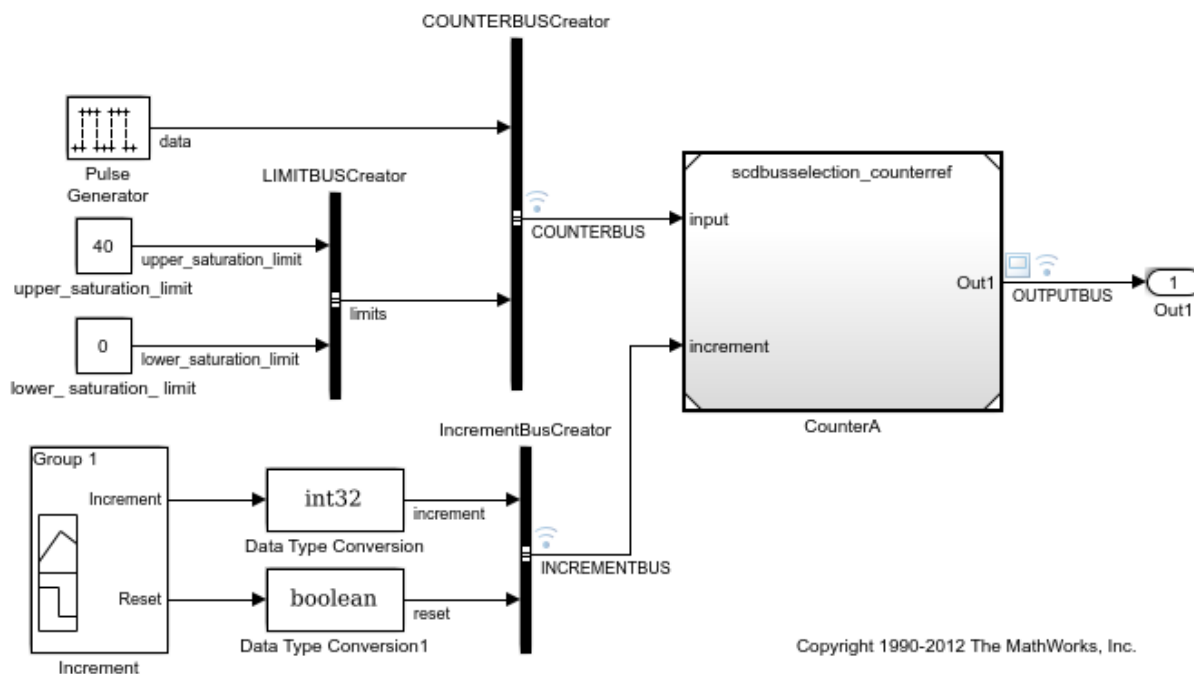 COUNTERBUSCreator
data
Pulse
Generator
LIMITBUSCreator
scdbusselection_counterref
40
upper_saturation_limit
upper_saturation_limit
COUNTERBUS
input
Out1
OUTPUTBUS
1
Out1
limits
0
lower_saturation_limit
lower_ saturation_ limit
increment
CounterA
IncrementBusCreator
Group 1
Increment
int32
increment
Data Type Conversion
INCREMENTBUS
Reset
boolean
reset
Data Type Conversion1
Increment
Copyright 1990-2012 The MathWorks, Inc.